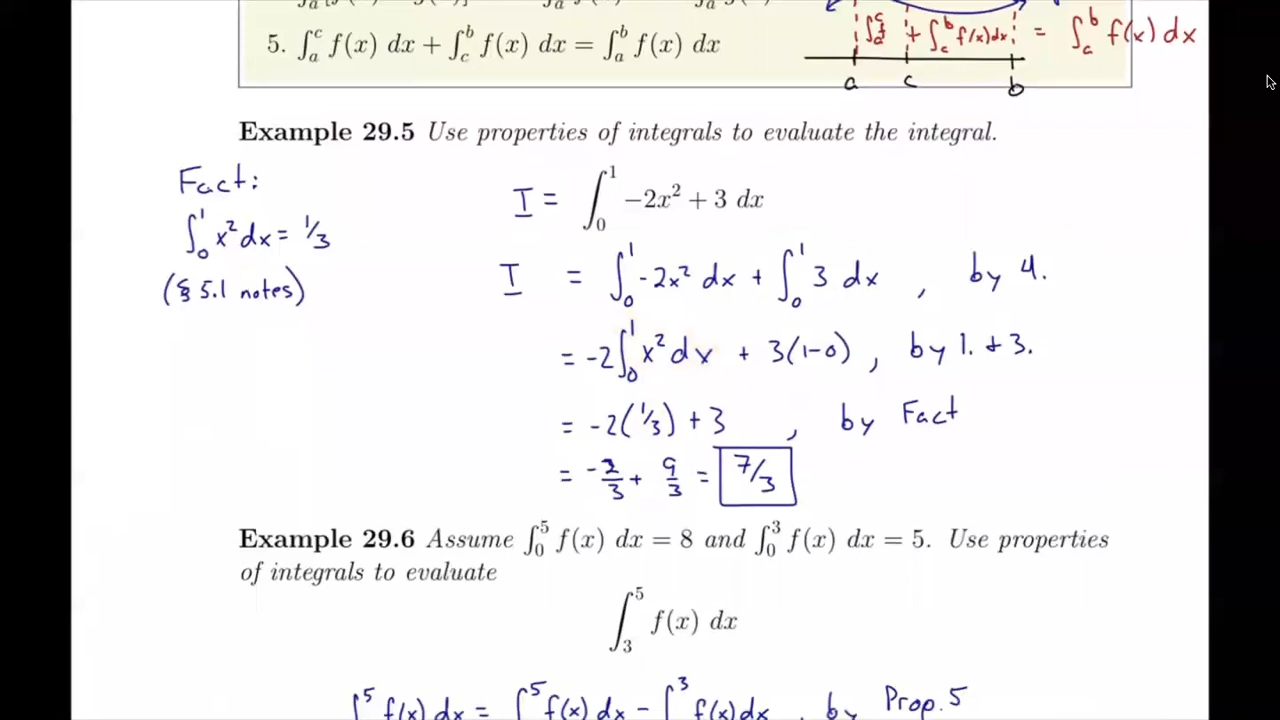 5. ∫_a^c f(x) dx + ∫_c^b f(x) dx = ∫_a^b f(x) dx
+ ∫_c^b f(x)dx = ∫_a^b f(x) dx
a c b
Example 29.5 Use properties of integrals to evaluate the integral.
Fact:
∫_0^1 x² dx = 1/3
(§ 5.1 notes)
I = ∫_0^1 −2x² + 3 dx
I = ∫_0^1 -2x² dx + ∫_0^1 3 dx , by 4.
= -2∫_0^1 x² dx + 3(1-0) , by 1. + 3.
= -2(1/3) + 3 , by Fact
= -2/3 + 9/3 = 7/3
Example 29.6 Assume ∫_0^5 f(x) dx = 8 and ∫_0^3 f(x) dx = 5. Use properties
of integrals to evaluate
∫_3^5 f(x) dx
∫^5 f(x) dx = ∫^5 f(x) dx - ∫^3 f(x) dx , by Prop. 5